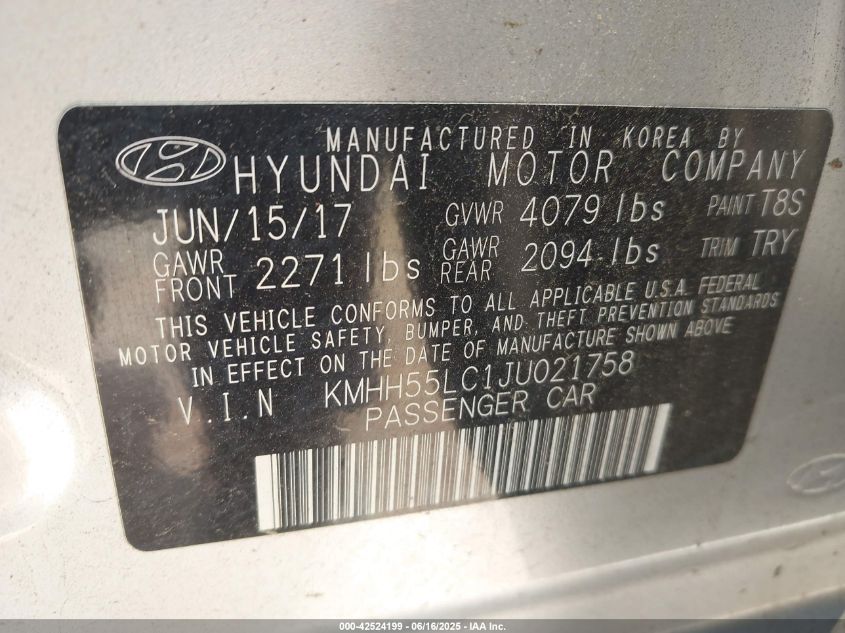 MANUFACTURED IN KOREA BY
HYUNDAI MOTOR COMPANY
JUN/15/17 GVWR 4079 lbs PAINT T8S
GAWR FRONT 2271 lbs GAWR REAR 2094 lbs TRIM TRY
THIS VEHICLE CONFORMS TO ALL APPLICABLE U.S.A. FEDERAL
MOTOR VEHICLE SAFETY, BUMPER, AND THEFT PREVENTION STANDARDS
IN EFFECT ON THE DATE OF MANUFACTURE SHOWN ABOVE
V.I.N KMHH55LC1JU021758
PASSENGER CAR
000-42524199 - 06/16/2025 - IAA Inc.